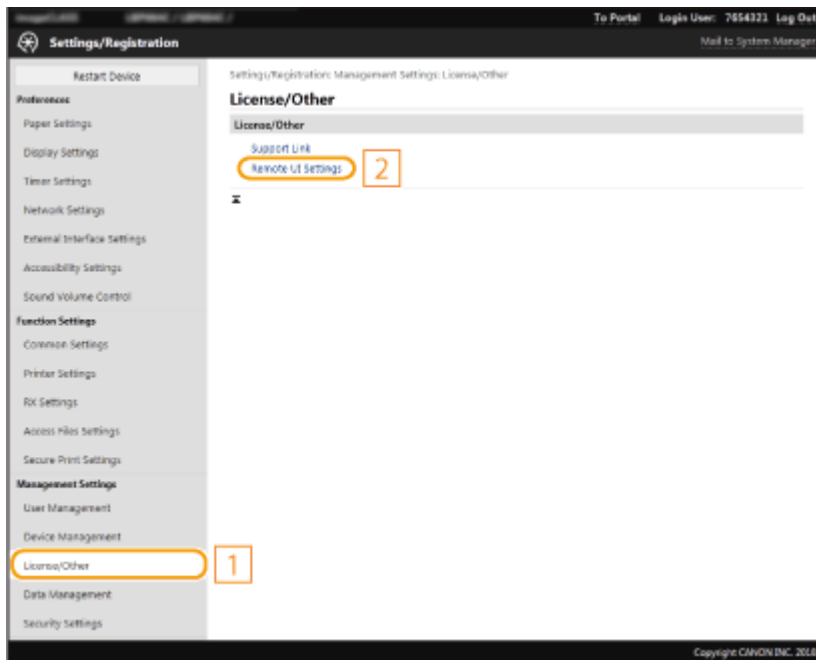 To Portal Login User: 7654321 Log Out
Settings/Registration
Mail to System Manager
Restart Device
Preferences
Paper Settings
Display Settings
Timer Settings
Network Settings
External Interface Settings
Accessibility Settings
Sound Volume Control
Function Settings
Common Settings
Printer Settings
RX Settings
Access Files Settings
Secure Print Settings
Management Settings
User Management
Device Management
License/Other
1
Data Management
Security Settings
Settings/Registration: Management Settings: License/Other
License/Other
License/Other
Support Link
Remote UI Settings
2
Copyright CANON INC. 2018